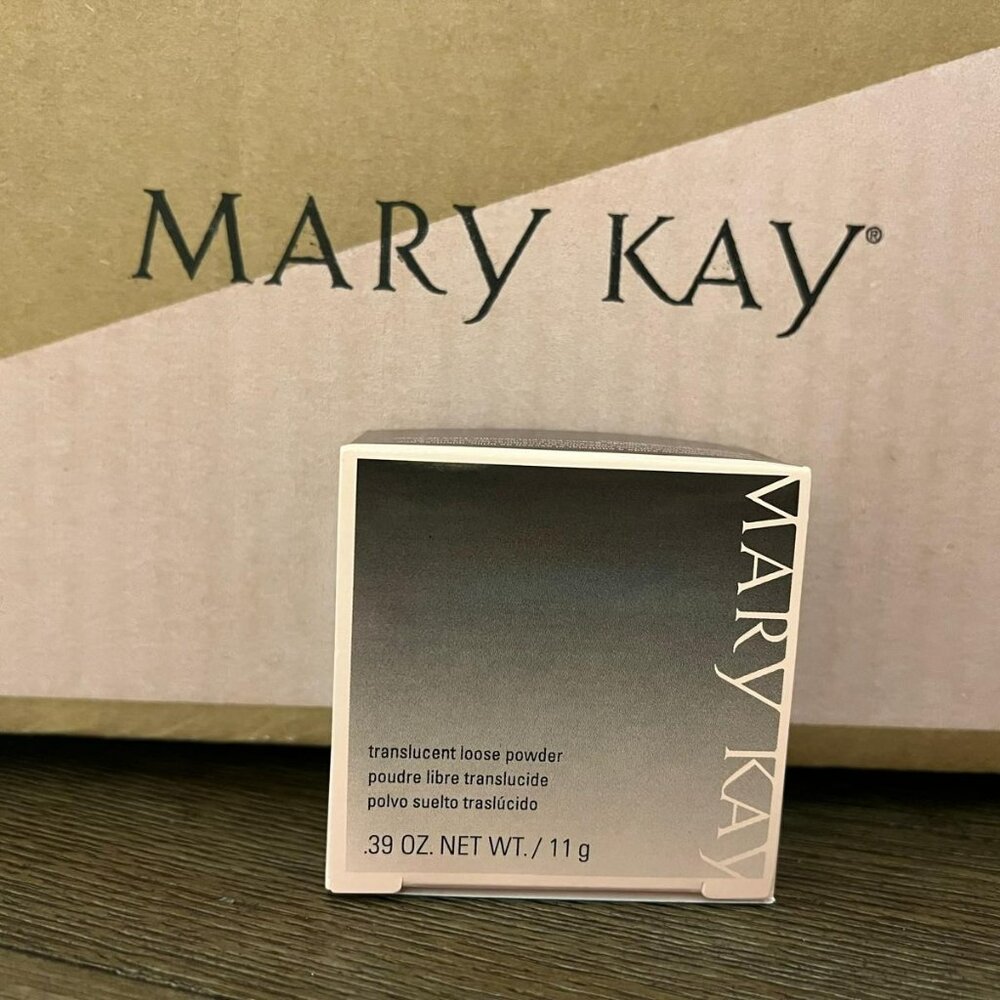 MARY KAY®
MARY KAY
translucent loose powder
poudre libre translucide
polvo suelto traslúcido
.39 OZ. NET WT. / 11 g